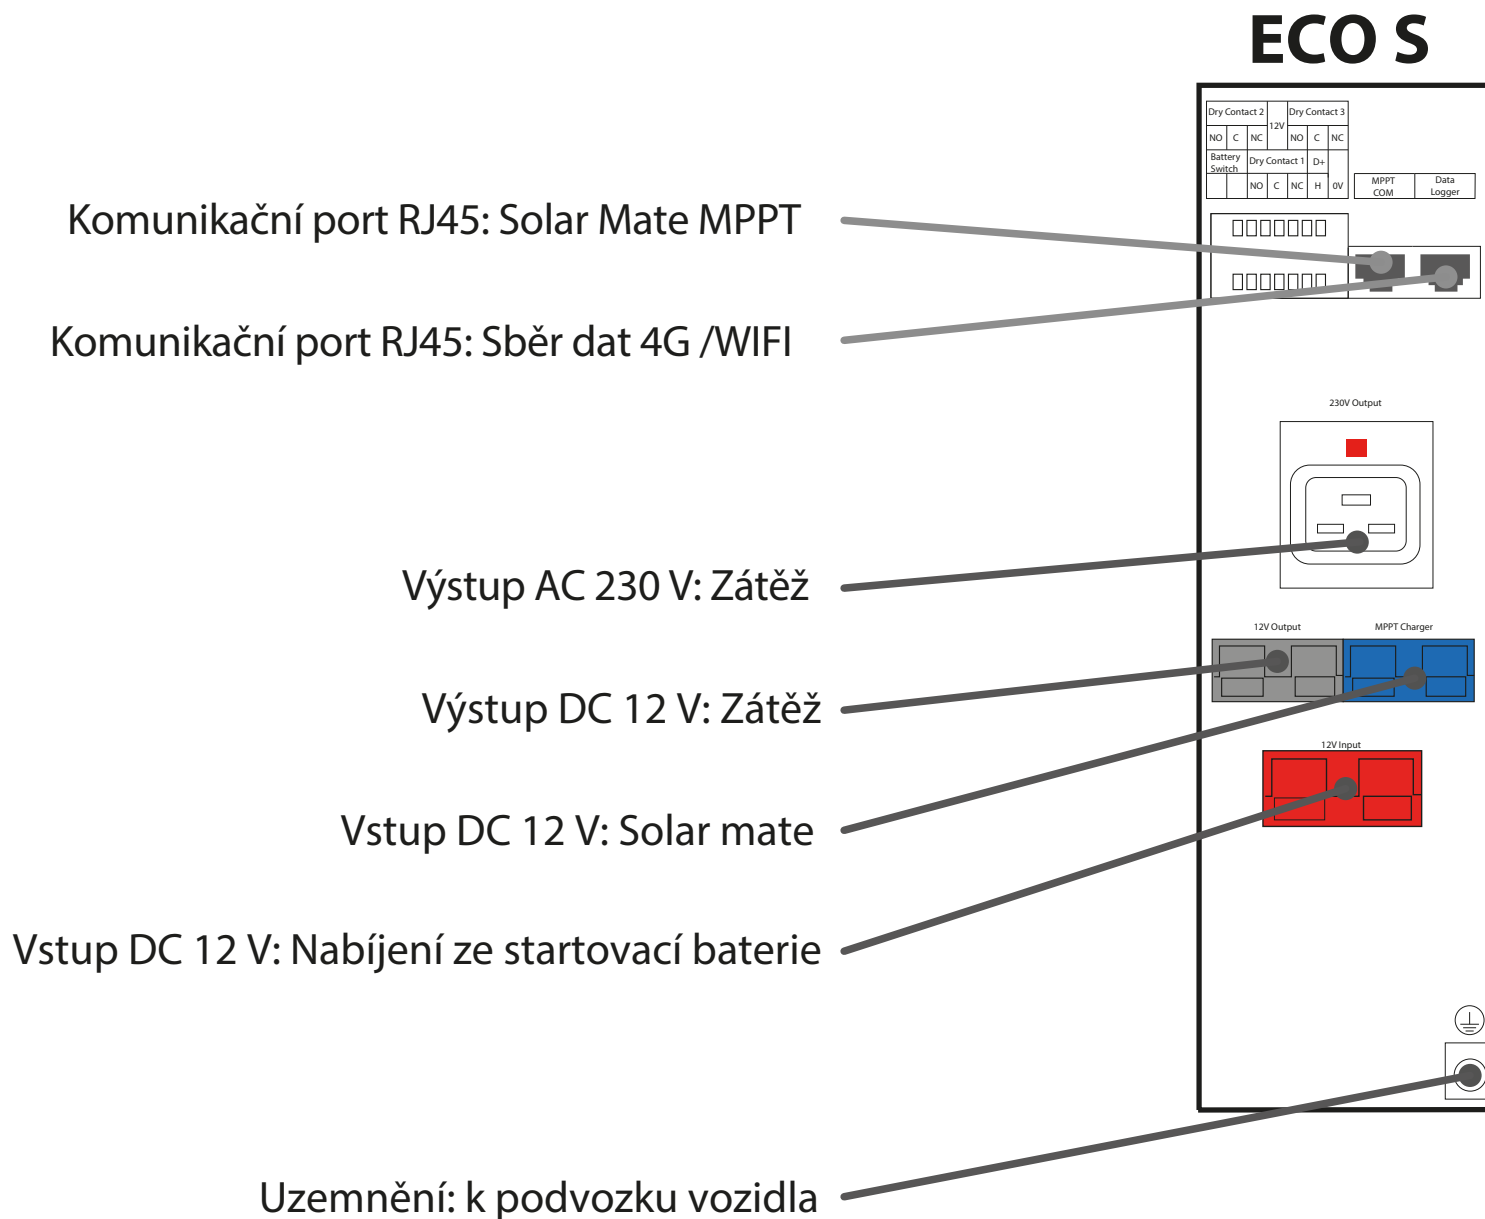 ECO S
Dry Contact 2 12V Dry Contact 3
NO C NC NO C NC
Battery Switch Dry Contact 1 D+
NO C NC H 0V
MPPT COM
Data Logger
Komunikační port RJ45: Solar Mate MPPT
Komunikační port RJ45: Sběr dat 4G /WIFI
230V Output
Výstup AC 230 V: Zátěž
12V Output MPPT Charger
Výstup DC 12 V: Zátěž
12V Input
Vstup DC 12 V: Solar mate
Vstup DC 12 V: Nabíjení ze startovací baterie
Uzemnění: k podvozku vozidla